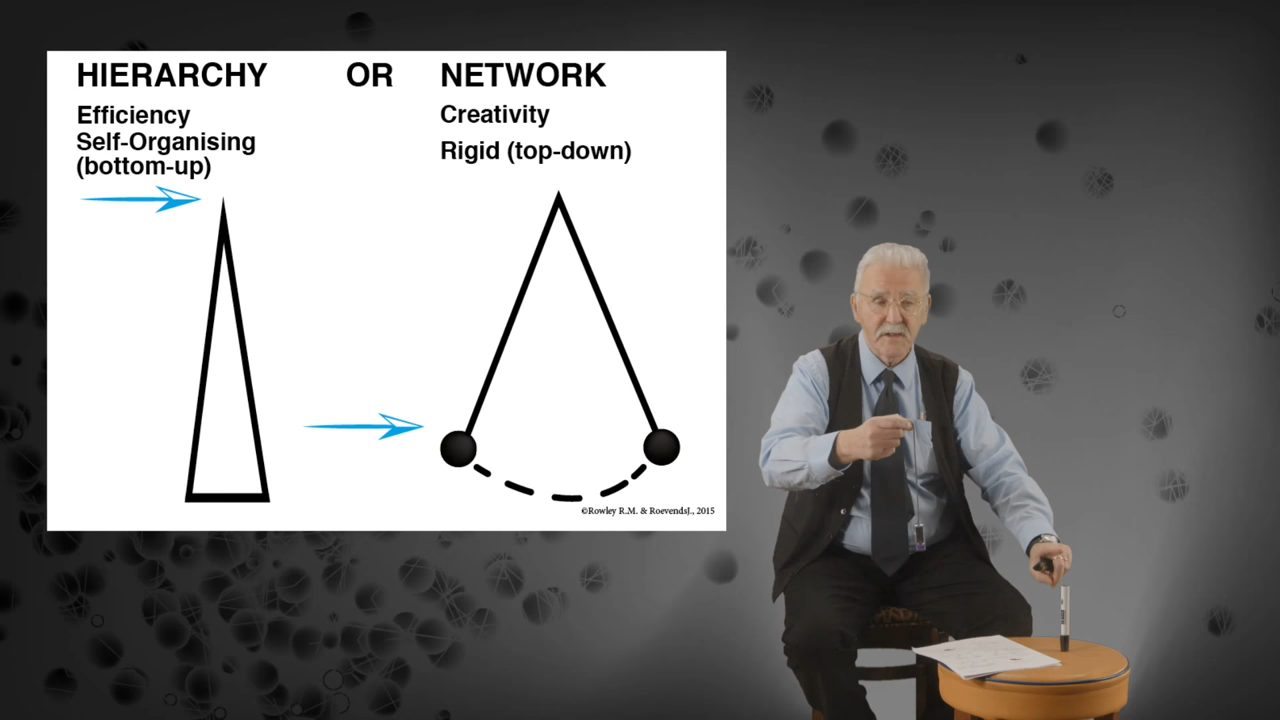 HIERARCHY OR NETWORK
Efficiency
Creativity
Self-Organising
(bottom-up)
Rigid (top-down)
©Rowley R.M. & RoevendsJ., 2015